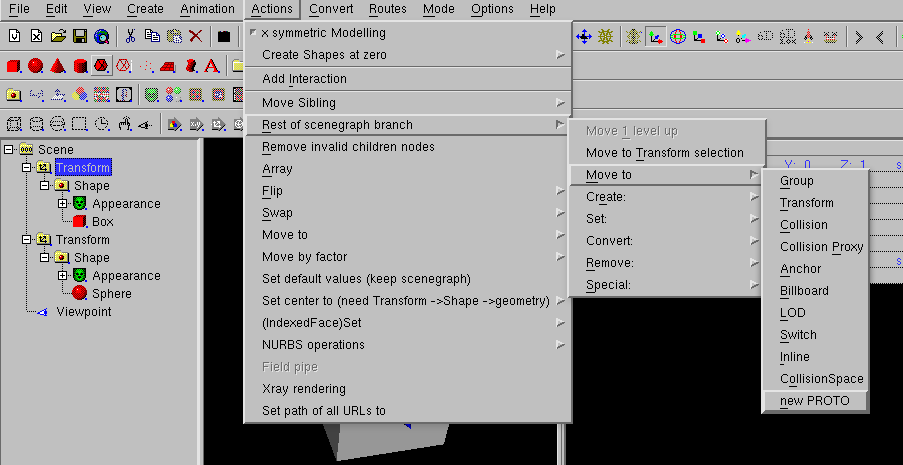 File Edit View Create Animation Actions Convert Routes Mode Options Help
Scene
Transform
Shape
Appearance
Box
Transform
Shape
Appearance
Sphere
Viewpoint
x symmetric Modelling
Create Shapes at zero
Add Interaction
Move Sibling
Rest of scenegraph branch
Remove invalid children nodes
Array
Flip
Swap
Move to
Move by factor
Set default values (keep scenegraph)
Set center to (need Transform ->Shape ->geometry)
(IndexedFace)Set
NURBS operations
Field pipe
Xray rendering
Set path of all URLs to
Move 1 level up
Move to Transform selection
Move to
Create:
Set:
Convert:
Remove:
Special:
Y: 0 Z: 1 s
s
Group
Transform
Collision
Collision Proxy
Anchor
Billboard
LOD
Switch
Inline
CollisionSpace
new PROTO